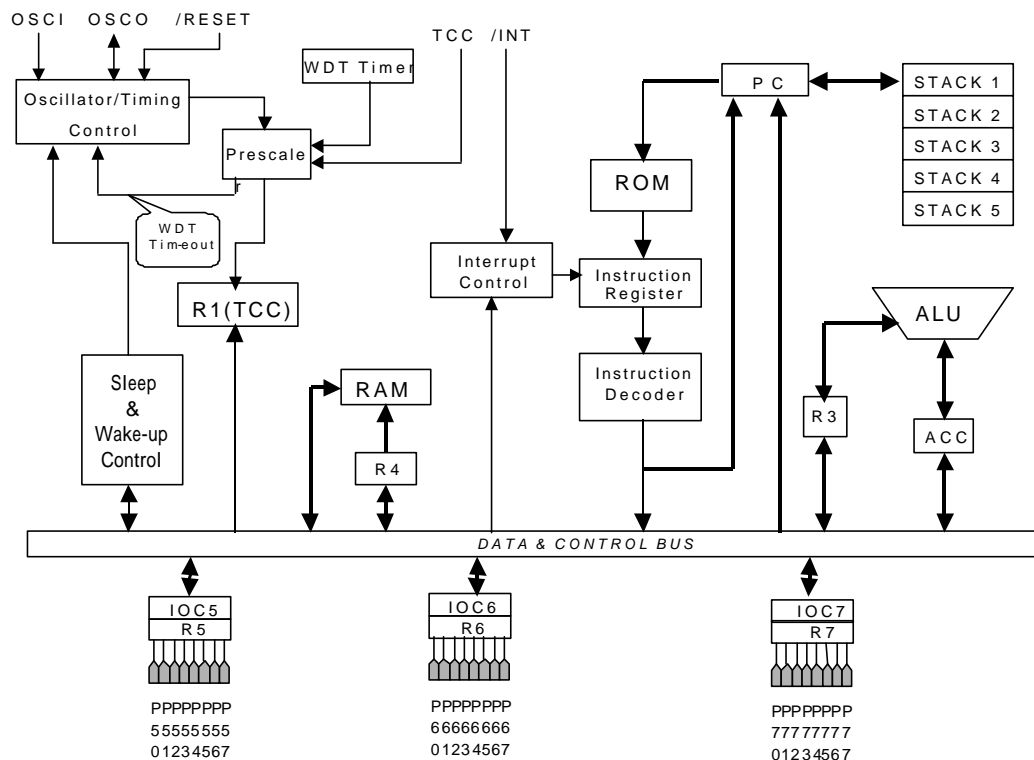 OSCI OSCO /RESET
TCC /INT
WDT Timer
PC
STACK 1
STACK 2
STACK 3
STACK 4
STACK 5
Oscillator/Timing
Control
Prescale
r
WDT
Time-out
ROM
Interrupt
Control
Instruction
Register
R1(TCC)
ALU
Sleep
&
Wake-up
Control
RAM
Instruction
Decoder
R3
ACC
R4
DATA & CONTROL BUS
IOC5
R5
IOC6
R6
IOC7
R7
PPPPPPPP
55555555
01234567
PPPPPPPP
66666666
01234567
PPPPPPPP
77777777
01234567